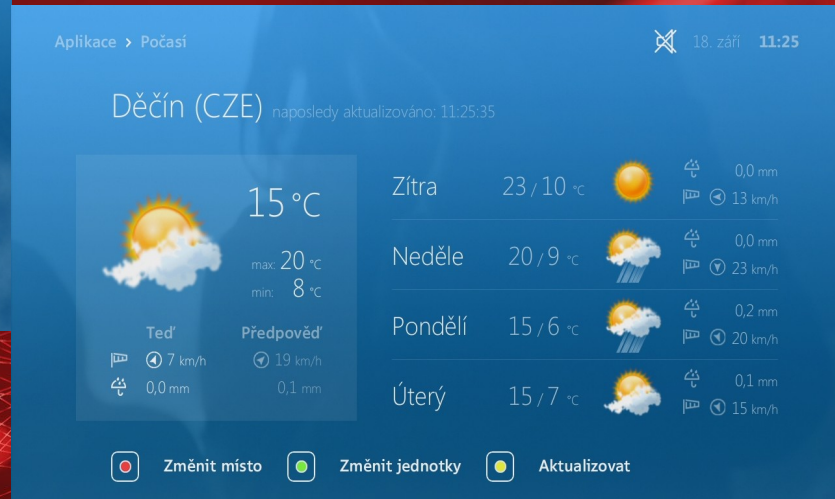 Aplikace > Počasí
18. září 11:25
Děčín (CZE) naposledy aktualizováno: 11:25:35
15 °C
max: 20 °C
min: 8 °C
Teď Předpověď
7 km/h 19 km/h
0,0 mm 0,1 mm
Zítra 23 / 10 °C 0,0 mm
13 km/h
Neděle 20 / 9 °C 0,0 mm
23 km/h
Pondělí 15 / 6 °C 0,2 mm
20 km/h
Úterý 15 / 7 °C 0,1 mm
15 km/h
Změnit místo Změnit jednotky Aktualizovat